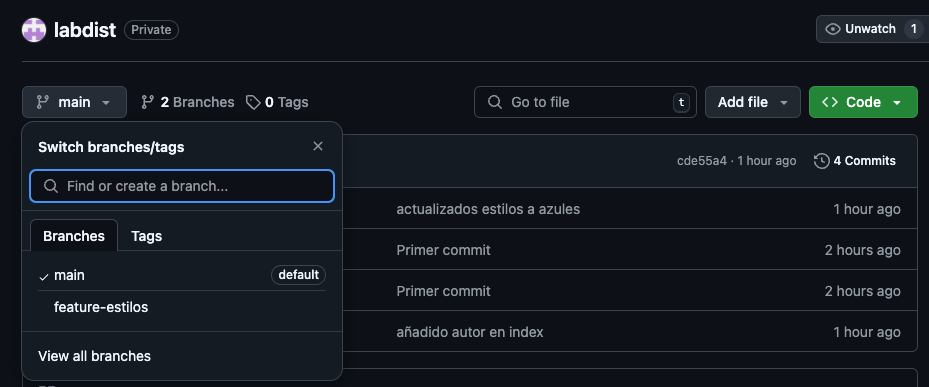 labdist Private Unwatch 1
main 2 Branches 0 Tags Go to file t Add file Code
Switch branches/tags
cde55a4 · 1 hour ago 4 Commits
Find or create a branch...
Branches Tags
actualizados estilos a azules 1 hour ago
Primer commit 2 hours ago
main default
Primer commit 2 hours ago
feature-estilos
añadido autor en index 1 hour ago
View all branches